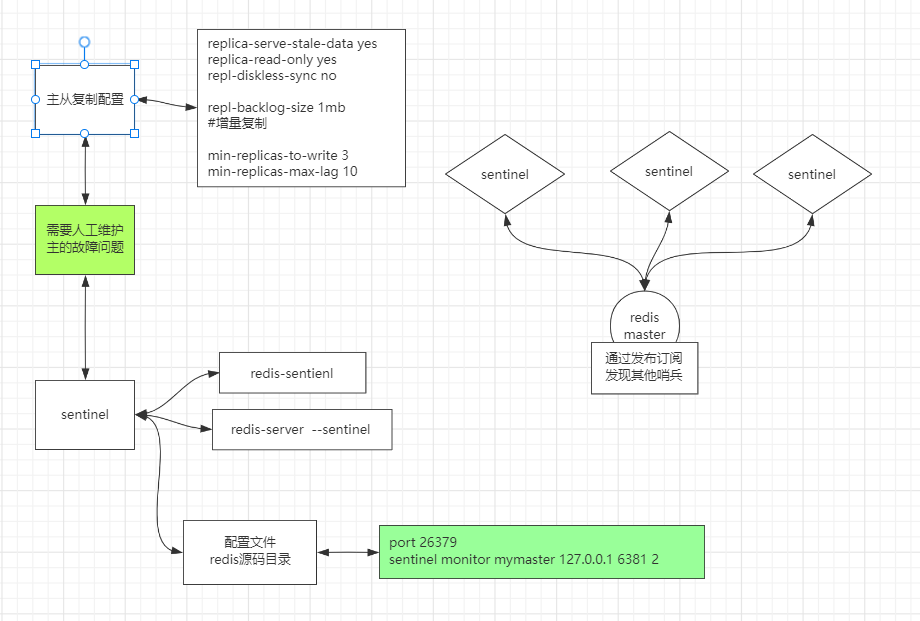 主从复制配置
replica-serve-stale-data yes
replica-read-only yes
repl-diskless-sync no
repl-backlog-size 1mb
#增量复制
min-replicas-to-write 3
min-replicas-max-lag 10
需要人工维护
主的故障问题
sentinel
redis-sentienl
redis-server --sentinel
配置文件
redis源码目录
port 26379
sentinel monitor mymaster 127.0.0.1 6381 2
sentinel
sentinel
sentinel
redis
master
通过发布订阅
发现其他哨兵